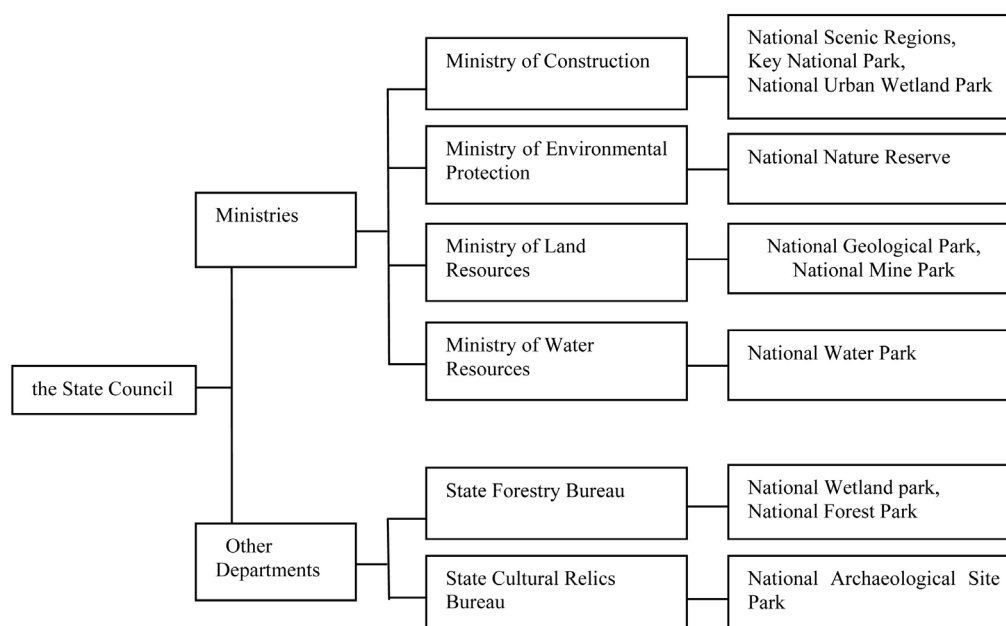 Ministry of Construction
National Scenic Regions,
Key National Park,
National Urban Wetland Park
Ministry of Environmental
Protection
National Nature Reserve
Ministries
Ministry of Land
Resources
National Geological Park,
National Mine Park
Ministry of Water
Resources
National Water Park
the State Council
State Forestry Bureau
National Wetland park,
National Forest Park
Other
Departments
State Cultural Relics
Bureau
National Archaeological Site
Park